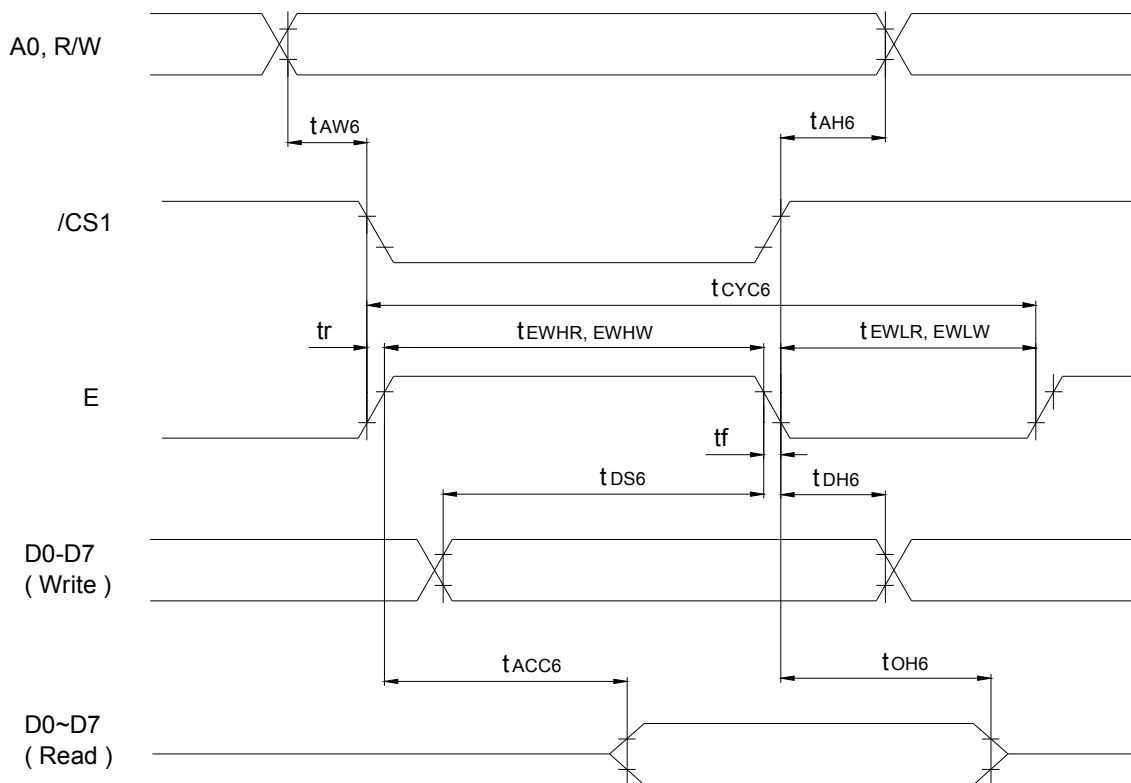 A0, R/W
tAW6
tAH6
/CS1
tCYC6
tr
tEWHR, EWHW
tEWLR, EWLW
E
tf
tDS6
tDH6
D0-D7
( Write )
tACC6
tOH6
D0~D7
( Read )